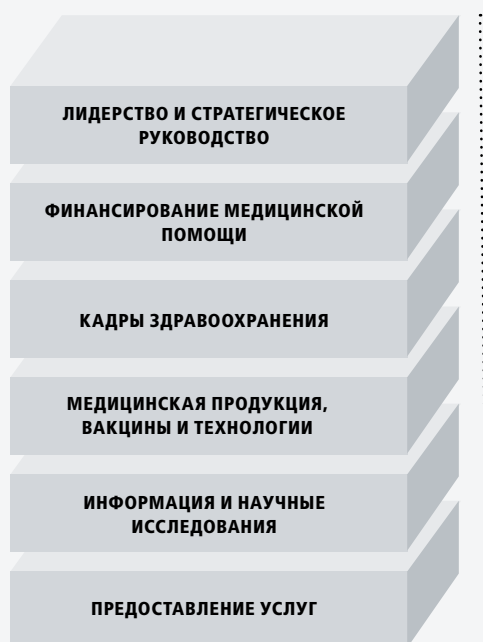 ЛИДЕРСТВО И СТРАТЕГИЧЕСКОЕ
РУКОВОДСТВО
ФИНАНСИРОВАНИЕ МЕДИЦИНСКОЙ
ПОМОЩИ
КАДРЫ ЗДРАВООХРАНЕНИЯ
МЕДИЦИНСКАЯ ПРОДУКЦИЯ,
ВАКЦИНЫ И ТЕХНОЛОГИИ
ИНФОРМАЦИЯ И НАУЧНЫЕ
ИССЛЕДОВАНИЯ
ПРЕДОСТАВЛЕНИЕ УСЛУГ